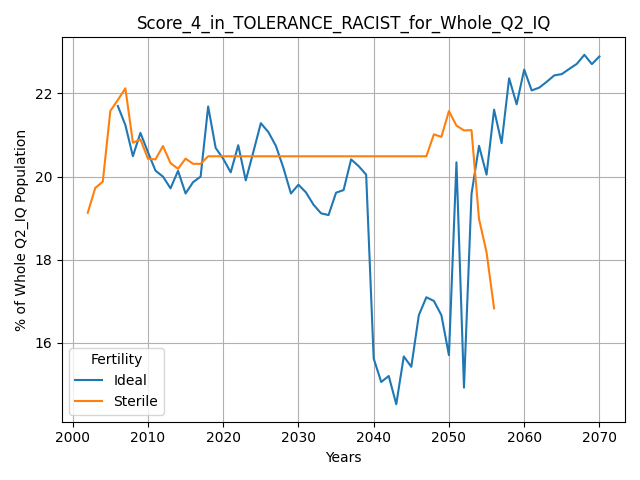 Score_4_in_TOLERANCE_RACIST_for_Whole_Q2_IQ
% of Whole Q2_IQ Population
22
20
18
16
Fertility
Ideal
Sterile
2000 2010 2020 2030 2040 2050 2060 2070
Years